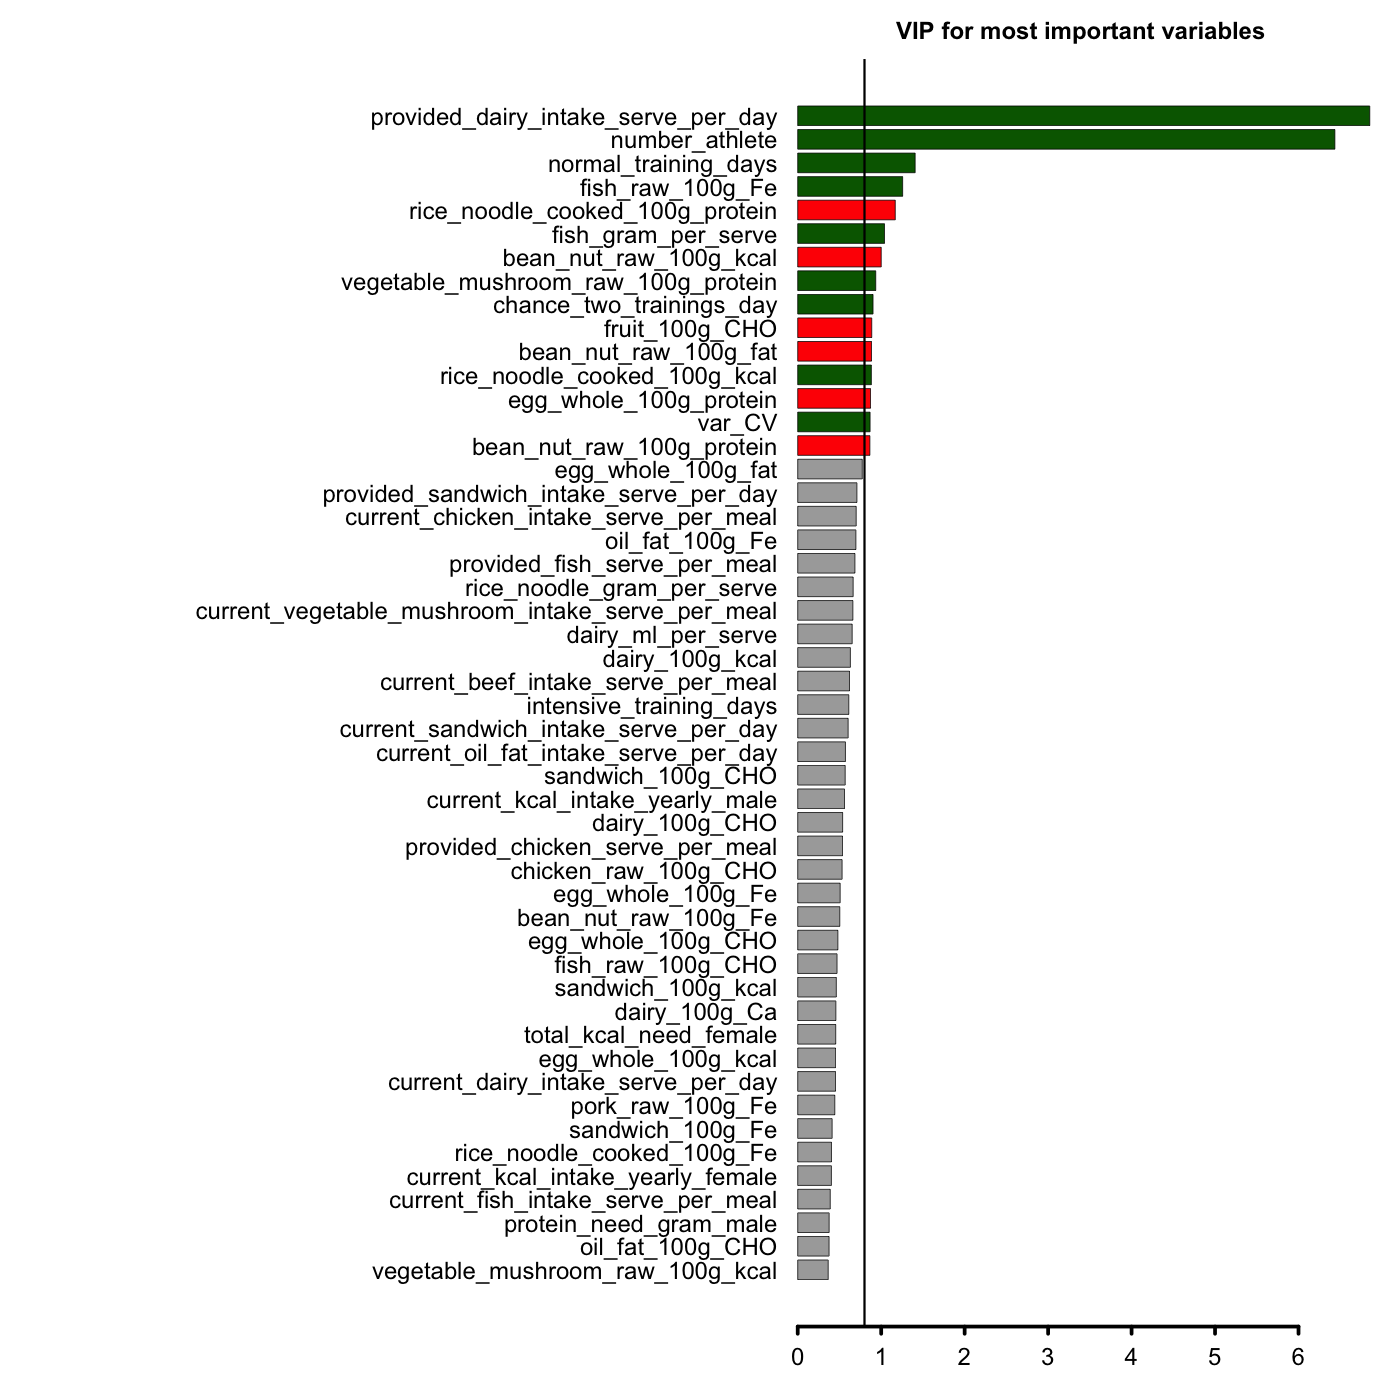 VIP for most important variables
provided_dairy_intake_serve_per_day
number_athlete
normal_training_days
fish_raw_100g_Fe
rice_noodle_cooked_100g_protein
fish_gram_per_serve
bean_nut_raw_100g_kcal
vegetable_mushroom_raw_100g_protein
chance_two_trainings_day
fruit_100g_CHO
bean_nut_raw_100g_fat
rice_noodle_cooked_100g_kcal
egg_whole_100g_protein
var_CV
bean_nut_raw_100g_protein
egg_whole_100g_fat
provided_sandwich_intake_serve_per_day
current_chicken_intake_serve_per_meal
oil_fat_100g_Fe
provided_fish_serve_per_meal
rice_noodle_gram_per_serve
current_vegetable_mushroom_intake_serve_per_meal
dairy_ml_per_serve
dairy_100g_kcal
current_beef_intake_serve_per_meal
intensive_training_days
current_sandwich_intake_serve_per_day
current_oil_fat_intake_serve_per_day
sandwich_100g_CHO
current_kcal_intake_yearly_male
dairy_100g_CHO
provided_chicken_serve_per_meal
chicken_raw_100g_CHO
egg_whole_100g_Fe
bean_nut_raw_100g_Fe
egg_whole_100g_CHO
fish_raw_100g_CHO
sandwich_100g_kcal
dairy_100g_Ca
total_kcal_need_female
egg_whole_100g_kcal
current_dairy_intake_serve_per_day
pork_raw_100g_Fe
sandwich_100g_Fe
rice_noodle_cooked_100g_Fe
current_kcal_intake_yearly_female
current_fish_intake_serve_per_meal
protein_need_gram_male
oil_fat_100g_CHO
vegetable_mushroom_raw_100g_kcal
0 1 2 3 4 5 6